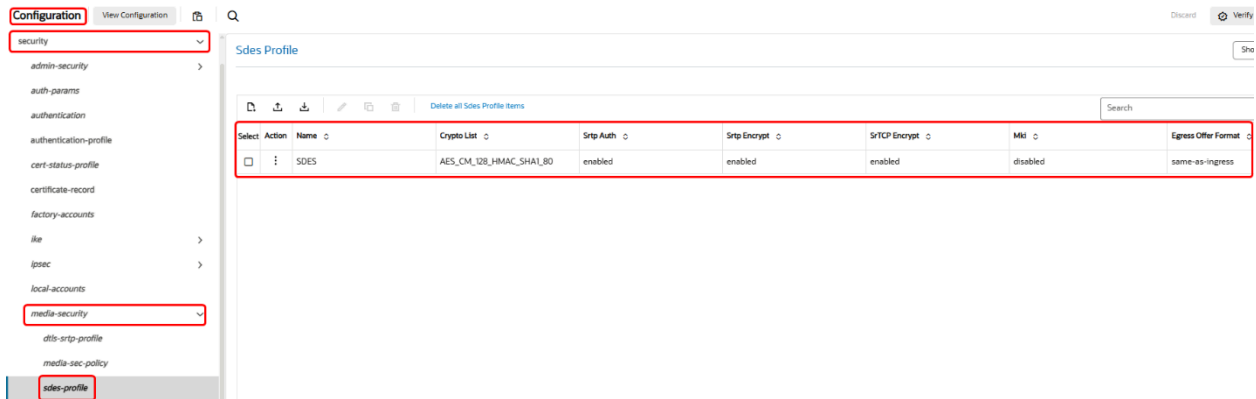 Configuration View Configuration Discard Verify
security
admin-security
auth-params
authentication
authentication-profile
cert-status-profile
certificate-record
factory-accounts
ike
ipsec
local-accounts
media-security
dtls-srtp-profile
media-sec-policy
sdes-profile
Sdes Profile
Sho
Delete all Sdes Profile items Search
Select Action Name Crypto List Srtp Auth Srtp Encrypt SrTCP Encrypt Mki Egress Offer Format
SDES AES_CM_128_HMAC_SHA1_80 enabled enabled enabled disabled same-as-ingress